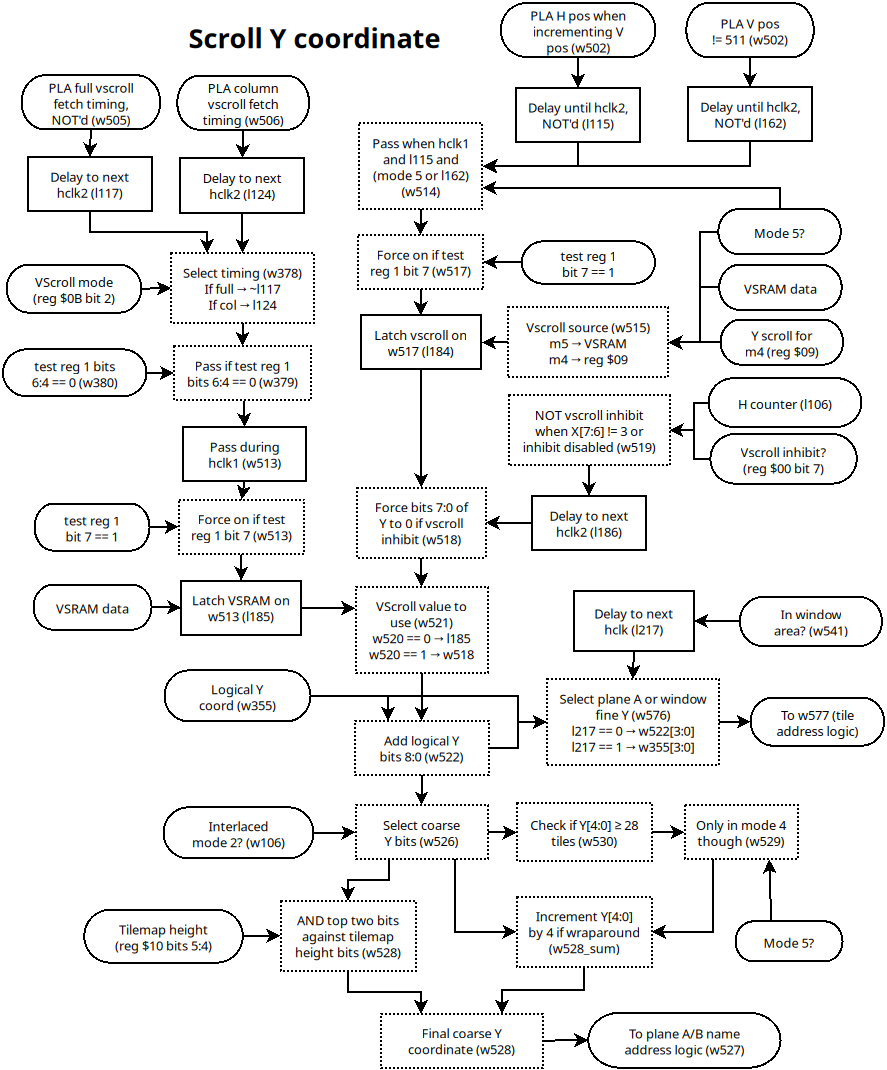 Scroll Y coordinate
PLA H pos when
incrementing V
pos (w502)
PLA V pos
!= 511 (w502)
PLA full vscroll
fetch timing,
NOT'd (w505)
PLA column
vscroll fetch
timing (w506)
Delay until hclk2,
NOT'd (l115)
Delay until hclk2,
NOT'd (l162)
Pass when hclk1
and l115 and
(mode 5 or l162)
(w514)
Delay to next
hclk2 (l117)
Delay to next
hclk2 (l124)
Mode 5?
Force on if test
reg 1 bit 7 (w517)
test reg 1
bit 7 == 1
VScroll mode
(reg $0B bit 2)
Select timing (w378)
If full → ~l117
If col → l124
VSRAM data
Latch vscroll on
w517 (l184)
Vscroll source (w515)
m5 → VSRAM
m4 → reg $09
Y scroll for
m4 (reg $09)
test reg 1 bits
6:4 == 0 (w380)
Pass if test reg 1
bits 6:4 == 0 (w379)
H counter (l106)
NOT vscroll inhibit
when X[7:6] != 3 or
inhibit disabled (w519)
Vscroll inhibit?
(reg $00 bit 7)
Pass during
hclk1 (w513)
test reg 1
bit 7 == 1
Force on if test
reg 1 bit 7 (w513)
Force bits 7:0 of
Y to 0 if vscroll
inhibit (w518)
Delay to next
hclk2 (l186)
VSRAM data
Latch VSRAM on
w513 (l185)
VScroll value to
use (w521)
w520 == 0 → l185
w520 == 1 → w518
Delay to next
hclk (l217)
In window
area? (w541)
Logical Y
coord (w355)
Select plane A or window
fine Y (w576)
l217 == 0 → w522[3:0]
l217 == 1 → w355[3:0]
To w577 (tile
address logic)
Add logical Y
bits 8:0 (w522)
Interlaced
mode 2? (w106)
Select coarse
Y bits (w526)
Check if Y[4:0] ≥ 28
tiles (w530)
Only in mode 4
though (w529)
Tilemap height
(reg $10 bits 5:4)
AND top two bits
against tilemap
height bits (w528)
Increment Y[4:0]
by 4 if wraparound
(w528_sum)
Mode 5?
Final coarse Y
coordinate (w528)
To plane A/B name
address logic (w527)